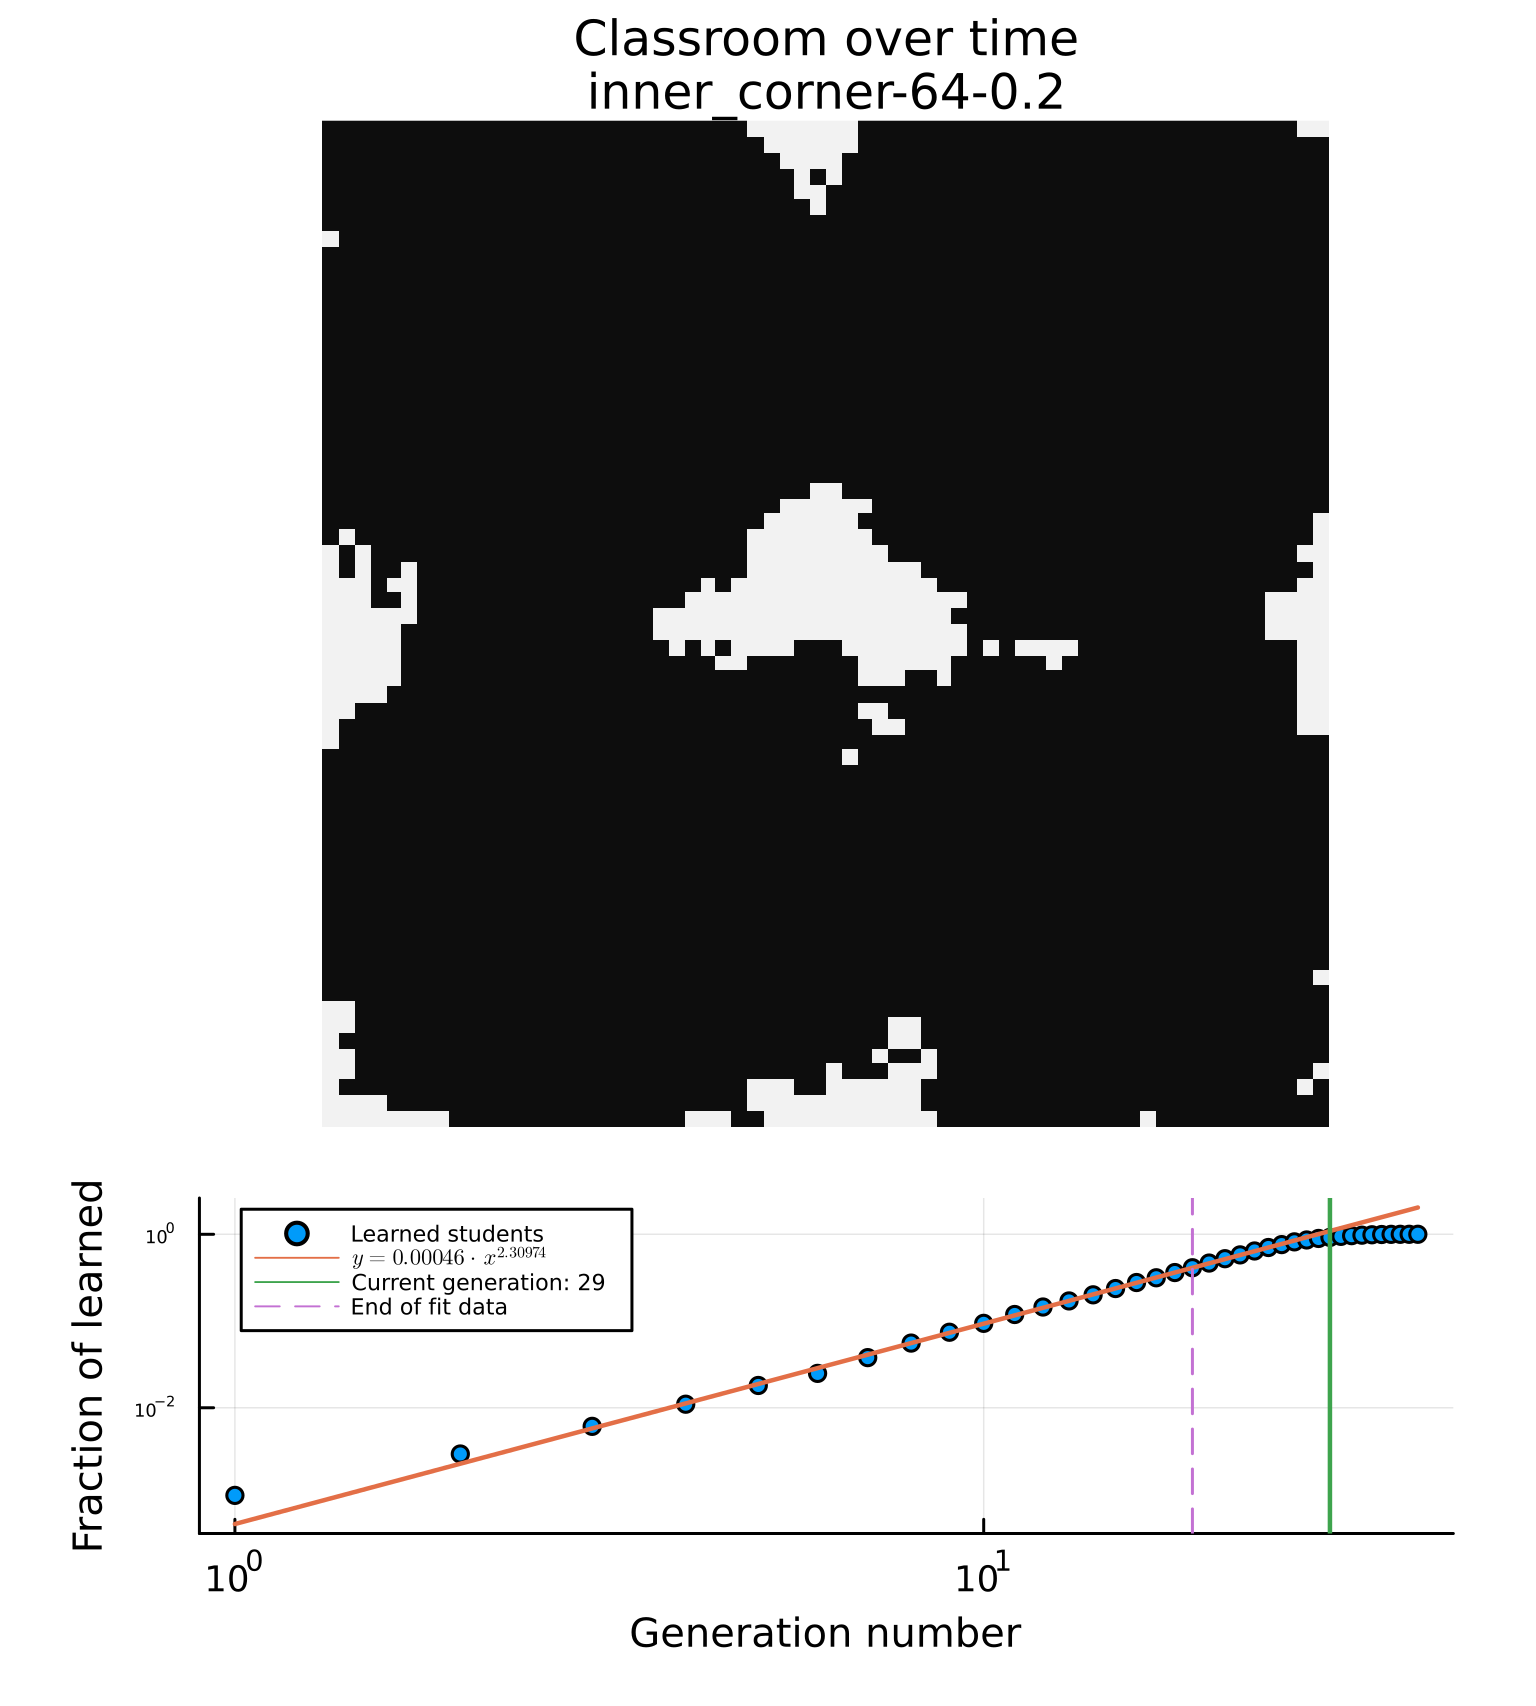 Classroom over time
inner_corner-64-0.2
Fraction of learned
10^0
10^-2
Learned students
y = 0.00046 · x^2.30974
Current generation: 29
End of fit data
10^0
10^1
Generation number